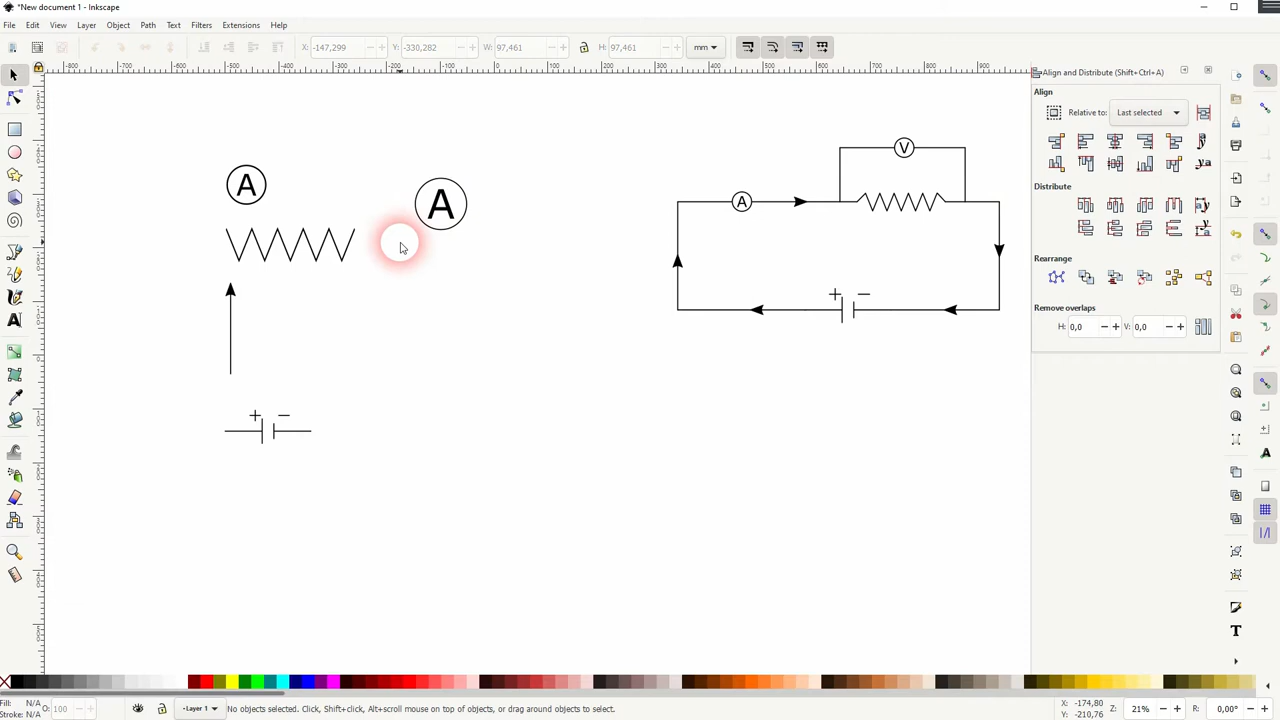 *New document 1 - Inkscape
File Edit View Layer Object Path Text Filters Extensions Help
X: -147,299 Y: -330,282 W: 97,461 H: 97,461 mm
Align and Distribute (Shift+Ctrl+A)
Align
Relative to: Last selected
Distribute
Rearrange
Remove overlaps
H: 0,0 V: 0,0
A
A
V
A
+ −
+ −
Fill: N/A O: 100
Stroke: N/A
Layer 1
No objects selected. Click, Shift+click, Alt+scroll mouse on top of objects, or drag around objects to select.
X: -174,80
Y: -210,76
Z: 21% R: 0,00°